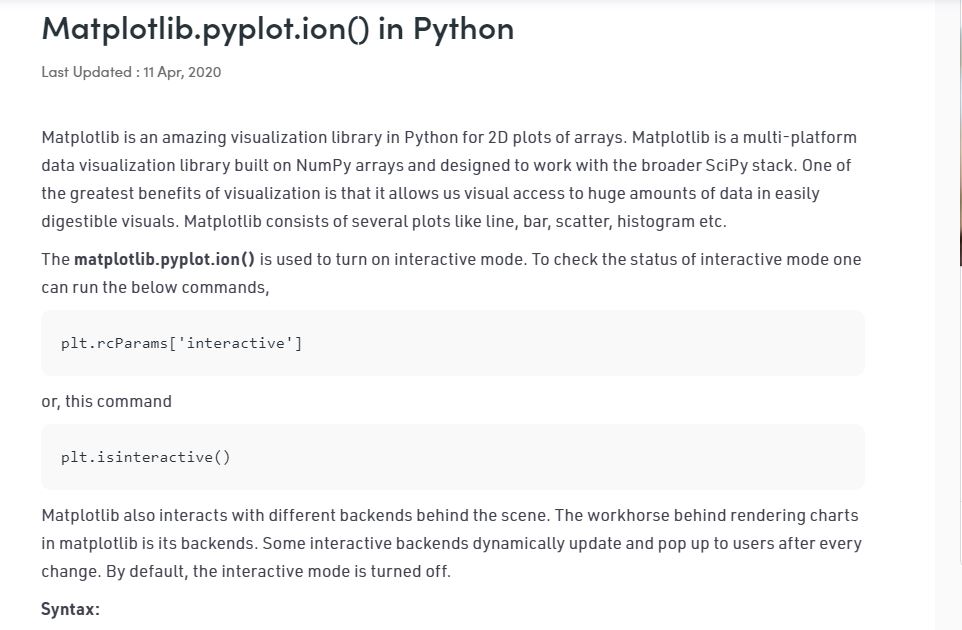 Matplotlib.pyplot.ion() in Python
Last Updated : 11 Apr, 2020
Matplotlib is an amazing visualization library in Python for 2D plots of arrays. Matplotlib is a multi-platform
data visualization library built on NumPy arrays and designed to work with the broader SciPy stack. One of
the greatest benefits of visualization is that it allows us visual access to huge amounts of data in easily
digestible visuals. Matplotlib consists of several plots like line, bar, scatter, histogram etc.
The matplotlib.pyplot.ion() is used to turn on interactive mode. To check the status of interactive mode one
can run the below commands,
plt.rcParams['interactive']
or, this command
plt.isinteractive()
Matplotlib also interacts with different backends behind the scene. The workhorse behind rendering charts
in matplotlib is its backends. Some interactive backends dynamically update and pop up to users after every
change. By default, the interactive mode is turned off.
Syntax: